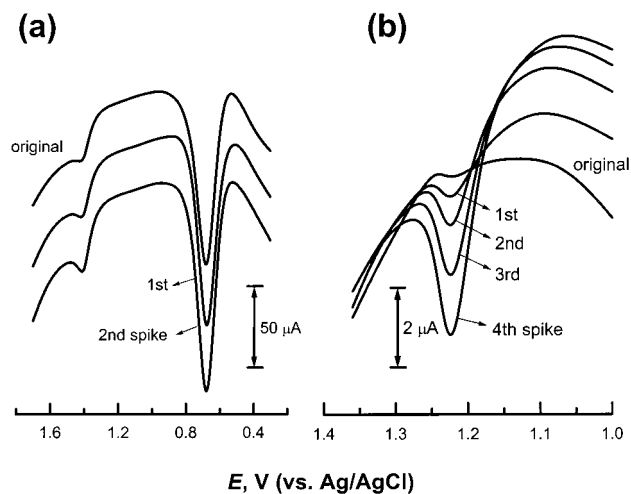 (a)
(b)
original
original
1st
1st
2nd
2nd spike
3rd
50 μA
2 μA
4th spike
1.6 1.2 0.8 0.4
1.4 1.3 1.2 1.1 1.0
E, V (vs. Ag/AgCl)